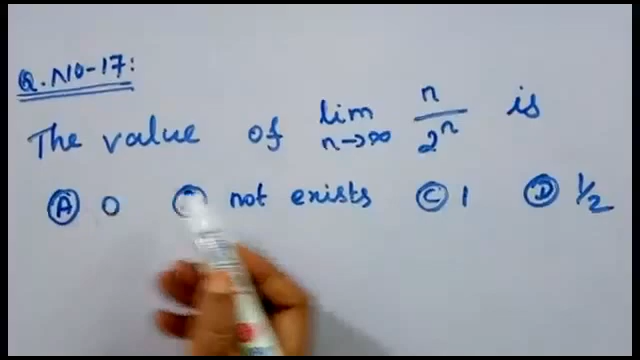 Q.No-17:
The value of lim n→∞ n/2^n is
A 0 not exists C 1 D 1/2